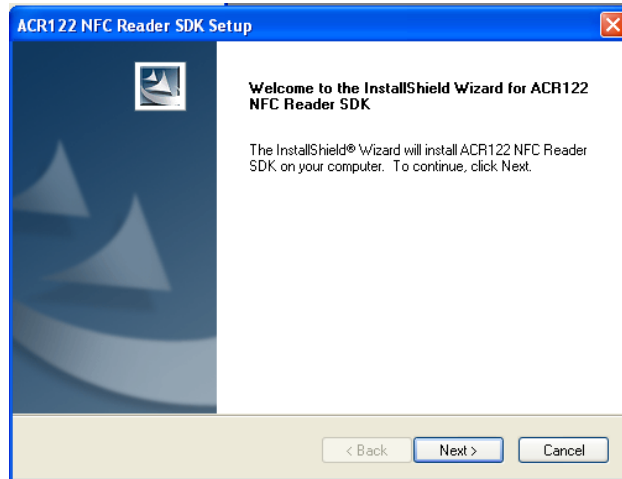 ACR122 NFC Reader SDK Setup
Welcome to the InstallShield Wizard for ACR122
NFC Reader SDK
The InstallShield® Wizard will install ACR122 NFC Reader
SDK on your computer.  To continue, click Next.
< Back
Next >
Cancel